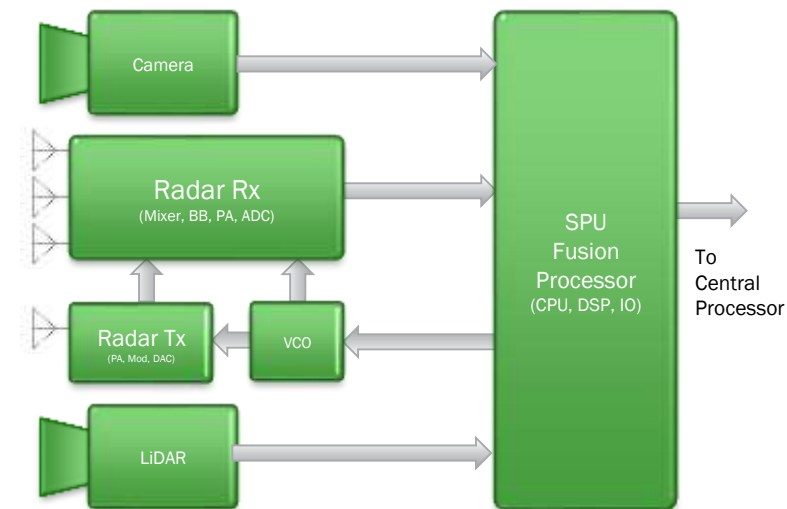 Camera
Radar Rx
(Mixer, BB, PA, ADC)
Radar Tx
(PA, Mod, DAC)
VCO
LiDAR
SPU
Fusion
Processor
(CPU, DSP, IO)
To
Central
Processor